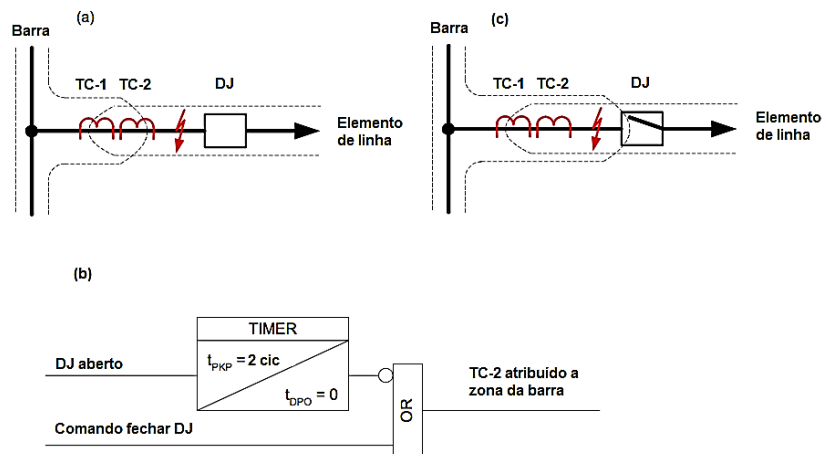 (a)
Barra
TC-1 TC-2 DJ
Elemento
de linha
(c)
Barra
TC-1 TC-2 DJ
Elemento
de linha
(b)
TIMER
DJ aberto
tPKP = 2 cic
tDPO = 0
OR
TC-2 atribuído a
zona da barra
Comando fechar DJ